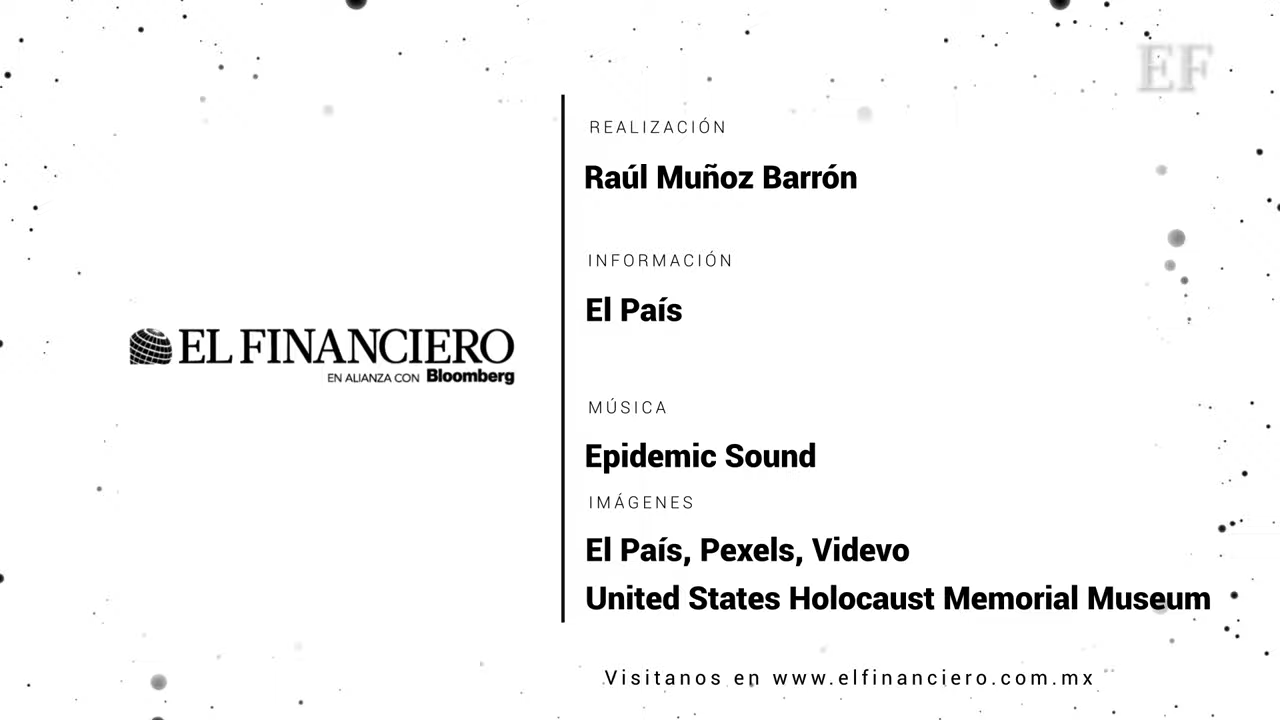 EF
REALIZACIÓN
Raúl Muñoz Barrón
INFORMACIÓN
El País
EL FINANCIERO
EN ALIANZA CON Bloomberg
MÚSICA
Epidemic Sound
IMÁGENES
El País, Pexels, Videvo
United States Holocaust Memorial Museum
Visitanos en www.elfinanciero.com.mx